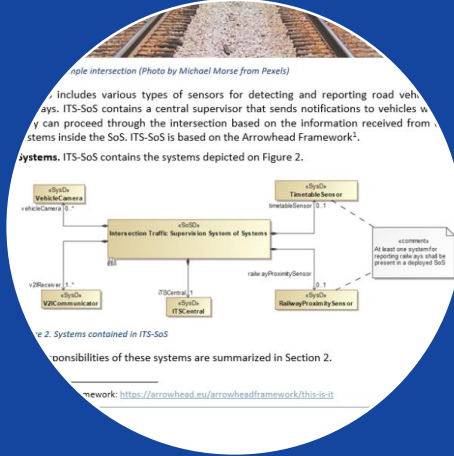 ple intersection (Photo by Michael Morse from Pexels)
includes various types of sensors for detecting and reporting road
ays. ITS-SoS contains a central supervisor that sends notifications to vehicles
can proceed through the intersection based on the information received from
stems inside the SoS. ITS-SoS is based on the Arrowhead Framework¹.
Systems. ITS-SoS contains the systems depicted on Figure 2.
«SysD»
VehicleCamera
vehicleCamera 0..*
«SysD»
TimetableSensor
timetableSensor 0..1
«SoSD»
Intersection Traffic Supervision System of Systems
«comment»
At least one system for
reporting railways shall be
present in a deployed SoS
railwayProximitySensor
0..1
v2IReceiver 1..*
«SysD»
V2ICommunicator
iTSCentral 1
«SysD»
ITSCentral
«SysD»
RailwayProximitySensor
re 2. Systems contained in ITS-SoS
sponsibilities of these systems are summarized in Section 2.
mework: https://arrowhead.eu/arrowheadframework/this-is-it